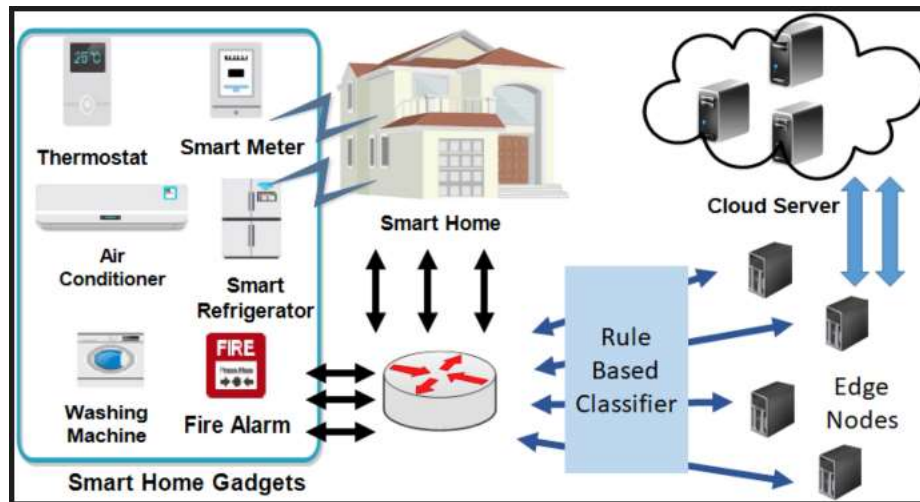 26°C
Thermostat
Smart Meter
Air
Conditioner
Smart
Refrigerator
FIRE
Washing
Machine
Fire Alarm
Smart Home Gadgets
Smart Home
Cloud Server
Rule
Based
Classifier
Edge
Nodes